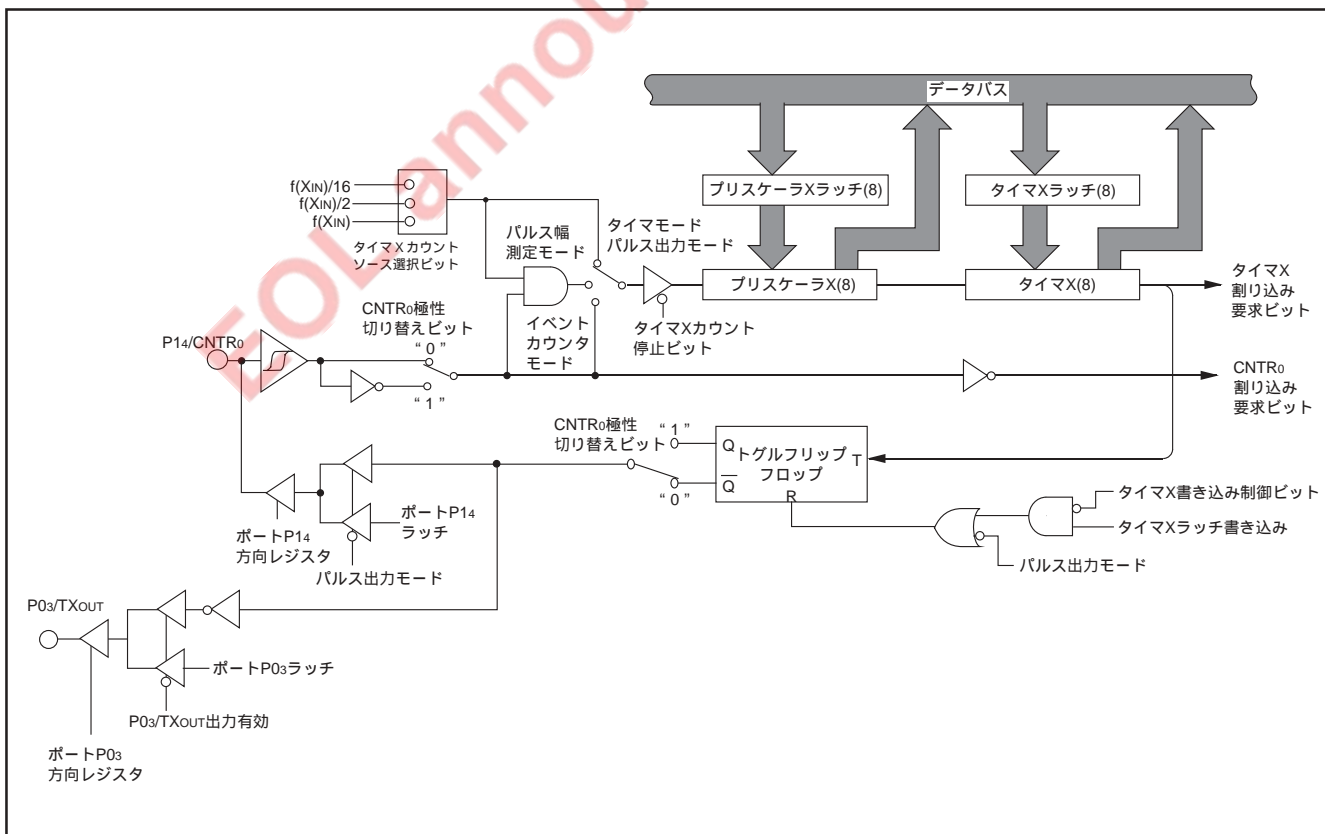 EOL annou
データバス
プリスケーラXラッチ(8)
タイマXラッチ(8)
f(XIN)/16
f(XIN)/2
f(XIN)
タイマXカウント
ソース選択ビット
パルス幅
測定モード
タイマモード
パルス出力モード
プリスケーラX(8)
タイマX(8)
タイマX
割り込み
要求ビット
CNTR0極性
切り替えビット
“0”
イベント
カウンタ
モード
タイマXカウント
停止ビット
P14/CNTR0
“1”
CNTR0
割り込み
要求ビット
CNTR0極性
切り替えビット
“1”
“0”
Q
Q
トグルフリップ
フロップ
T
R
タイマX書き込み制御ビット
タイマXラッチ書き込み
パルス出力モード
ポートP14
ラッチ
ポートP14
方向レジスタ
パルス出力モード
P03/TXOUT
ポートP03ラッチ
P03/TXOUT出力有効
ポートP03
方向レジスタ